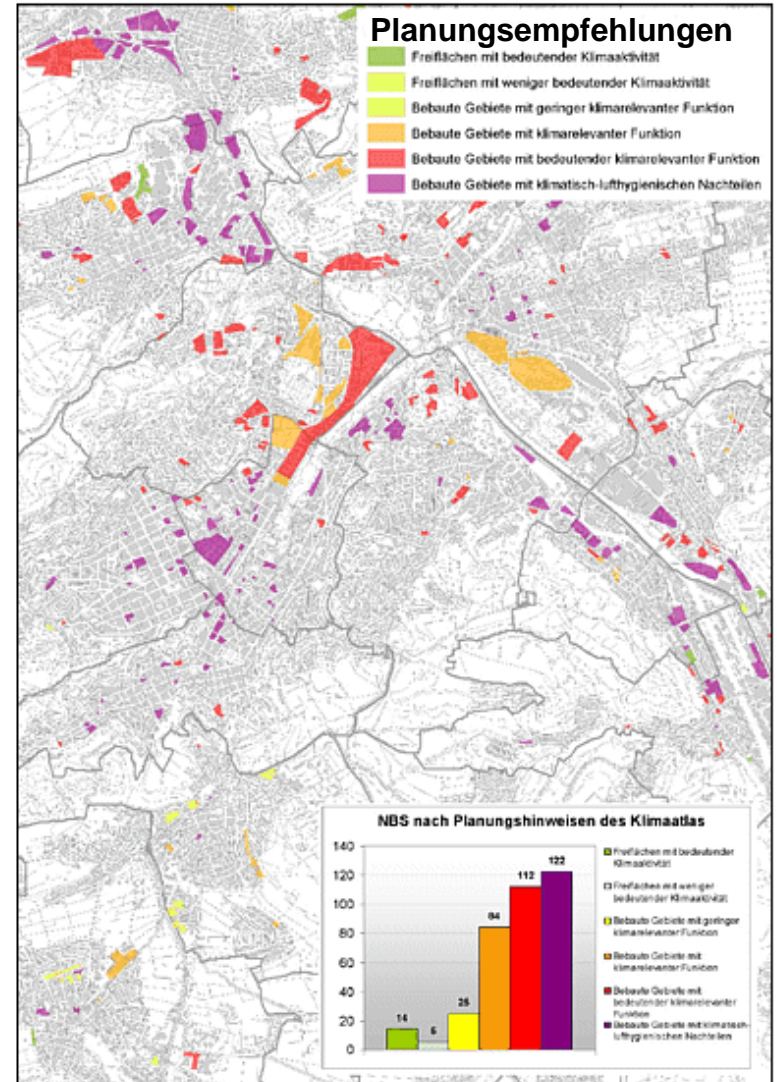 Planungsempfehlungen
Freiflächen mit bedeutender Klimaaktivität
Freiflächen mit weniger bedeutender Klimaaktivität
Bebaute Gebiete mit geringer klimarelevanter Funktion
Bebaute Gebiete mit klimarelevanter Funktion
Bebaute Gebiete mit bedeutender klimarelevanter Funktion
Bebaute Gebiete mit klimatisch-lufthygienischen Nachteilen
NBS nach Planungshinweisen des Klimaatlas
140
120
100
80
60
40
20
0
14
25
84
112
122
Freiflächen mit bedeutender
Klimaaktivität
Freiflächen mit weniger
bedeutender Klimaaktivität
Bebaute Gebiete mit geringer
klimarelevanter Funktion
Bebaute Gebiete mit
klimarelevanter Funktion
Bebaute Gebiete mit
bedeutender klimarelevanter
Funktion
Bebaute Gebiete mit klimatisch-
lufthygienischen Nachteilen